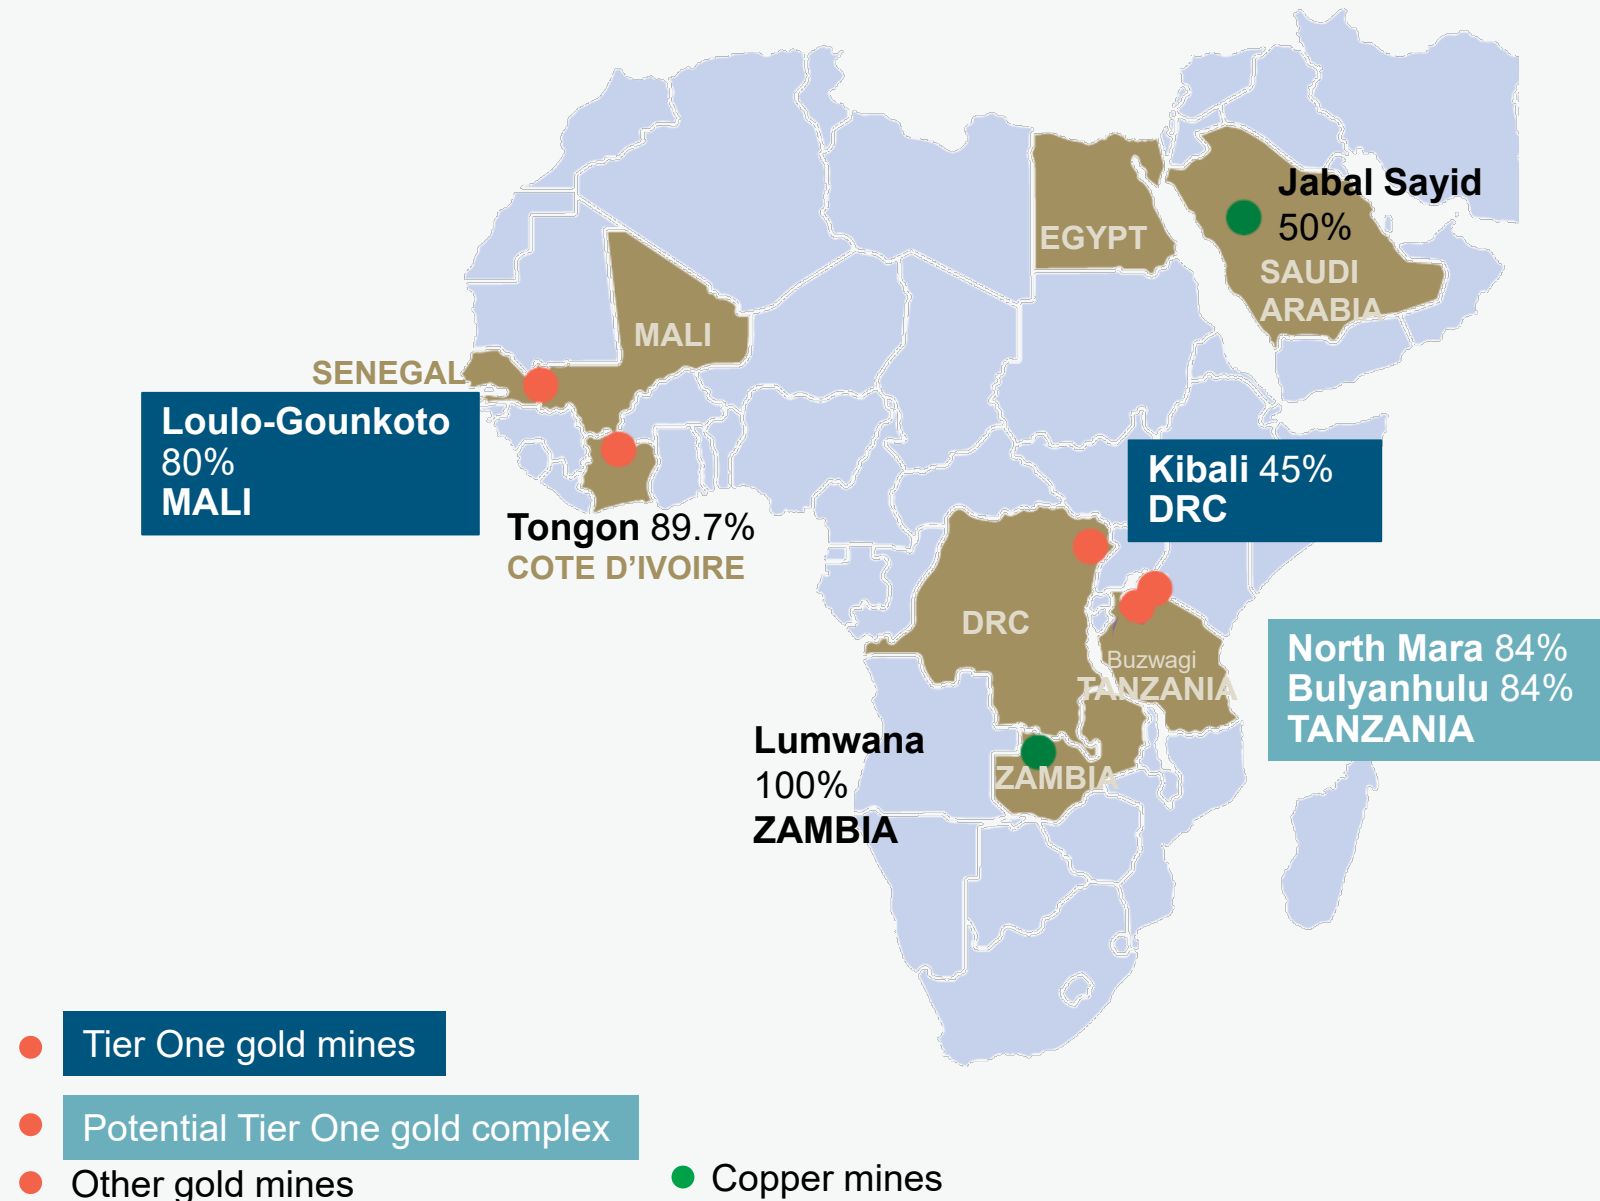 Jabal Sayid
50%
EGYPT
SAUDI
ARABIA
MALI
SENEGAL
Loulo-Gounkoto
80%
MALI
Kibali 45%
DRC
Tongon 89.7%
COTE D’IVOIRE
DRC
North Mara 84%
Bulyanhulu 84%
TANZANIA
Buzwagi
TANZANIA
Lumwana
100%
ZAMBIA
ZAMBIA
Tier One gold mines
Potential Tier One gold complex
Other gold mines
Copper mines